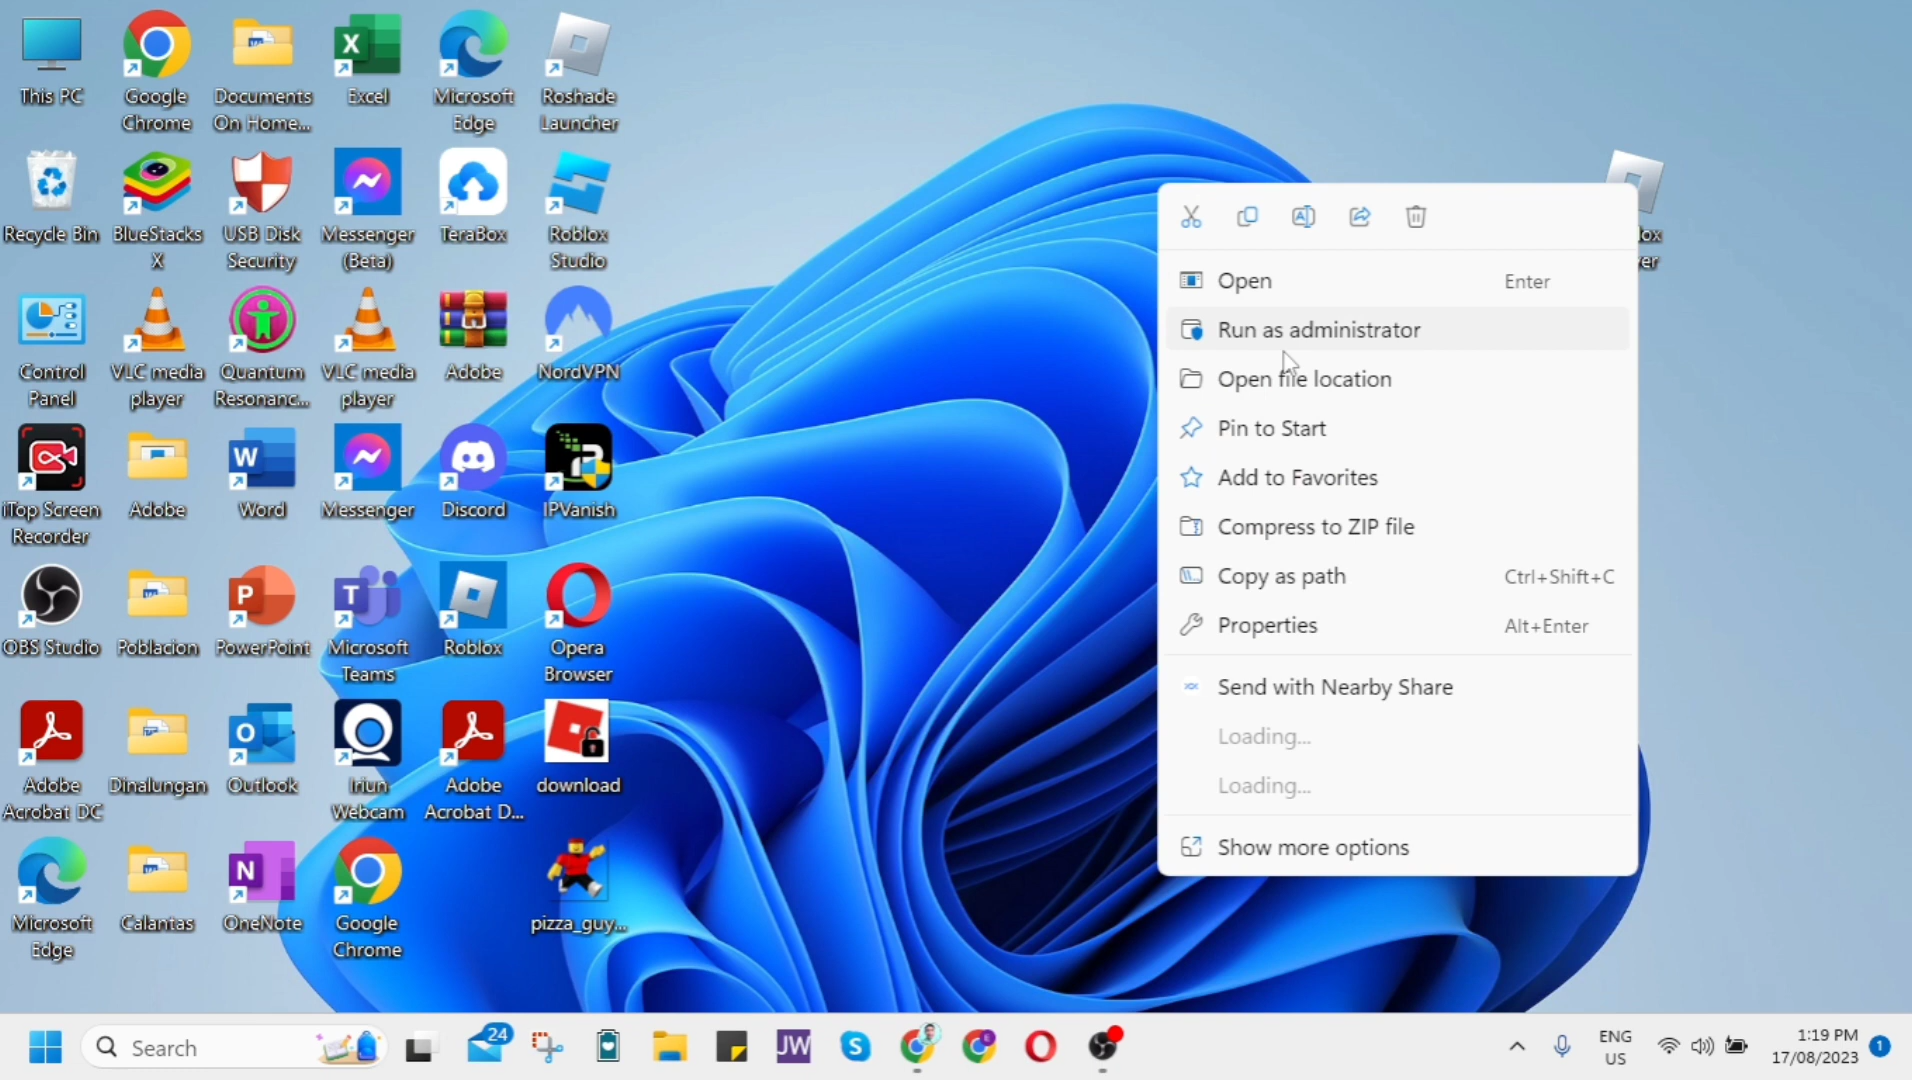 This PC
Google
Chrome
Documents
On Home...
Excel
Microsoft
Edge
Roshade
Launcher
Recycle Bin
BlueStacks
X
USB Disk
Security
Messenger
(Beta)
TeraBox
Roblox
Studio
Control
Panel
VLC media
player
Quantum
Resonanc...
VLC media
player
Adobe
NordVPN
iTop Screen
Recorder
Adobe
Word
Messenger
Discord
IPVanish
OBS Studio
Poblacion
PowerPoint
Microsoft
Teams
Roblox
Opera
Browser
Adobe
Acrobat DC
Dinalungan
Outlook
Iriun
Webcam
Adobe
Acrobat D...
download
Microsoft
Edge
Calantas
OneNote
Google
Chrome
pizza_guy...
lox
er
Open Enter
Run as administrator
Open file location
Pin to Start
Add to Favorites
Compress to ZIP file
Copy as path Ctrl+Shift+C
Properties Alt+Enter
Send with Nearby Share
Loading...
Loading...
Show more options
Search
24
JW
ENG
US
1:19 PM
17/08/2023
1